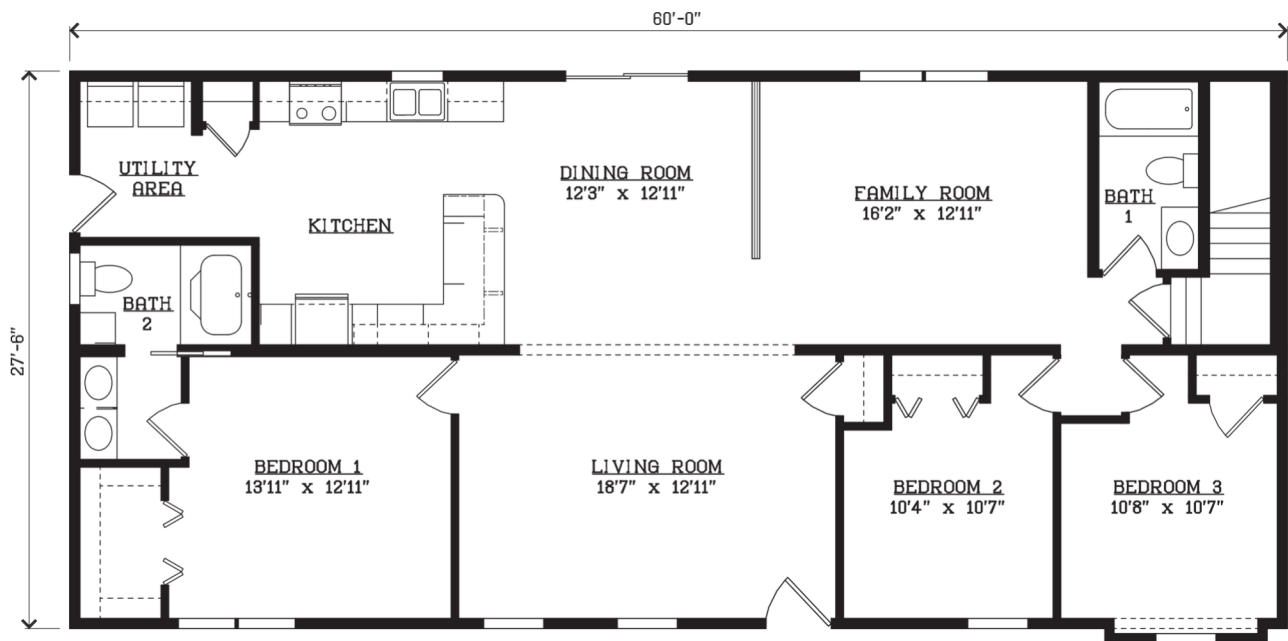 60'-0"
27'-6"
UTILITY
AREA
KITCHEN
DINING ROOM
12'3" x 12'11"
FAMILY ROOM
16'2" x 12'11"
BATH
1
BATH
2
BEDROOM 1
13'11" x 12'11"
LIVING ROOM
18'7" x 12'11"
BEDROOM 2
10'4" x 10'7"
BEDROOM 3
10'8" x 10'7"